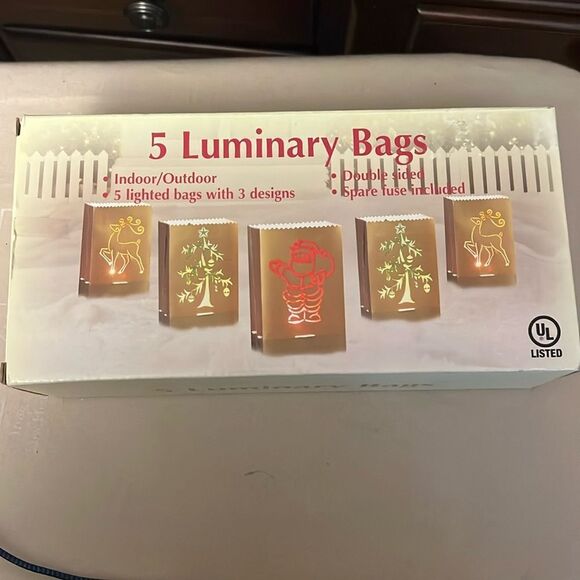 5 Luminary Bags
• Indoor/Outdoor
• 5 lighted bags with 3 designs
• Double sided
• Spare fuse included
UL
LISTED
5 Luminary Bags